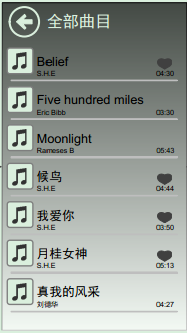 全部曲目
Belief
S.H.E 04:30
Five hundred miles
Eric Bibb 03:30
Moonlight
Rameses B 05:43
候鸟
S.H.E 04:44
我爱你
S.H.E 03:50
月桂女神
S.H.E 05:13
真我的风采
刘德华 04:27